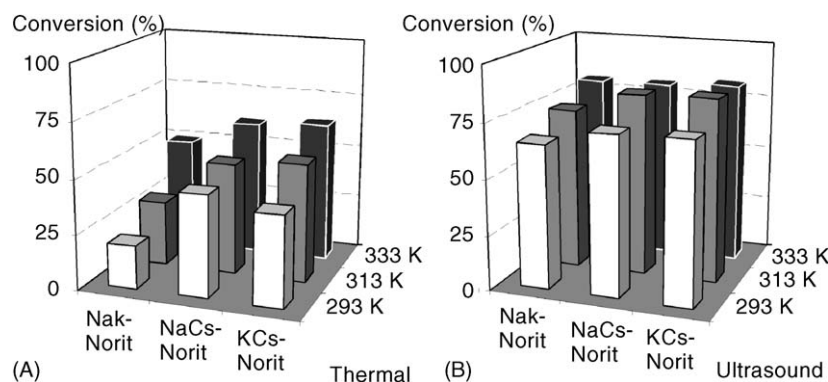 Conversion (%)
100
75
50
25
0
Nak-
Norit
NaCs-
Norit
KCs-
Norit
333 K
313 K
293 K
(A)
Thermal
Conversion (%)
100
75
50
25
0
Nak-
Norit
NaCs-
Norit
KCs-
Norit
333 K
313 K
293 K
(B)
Ultrasound